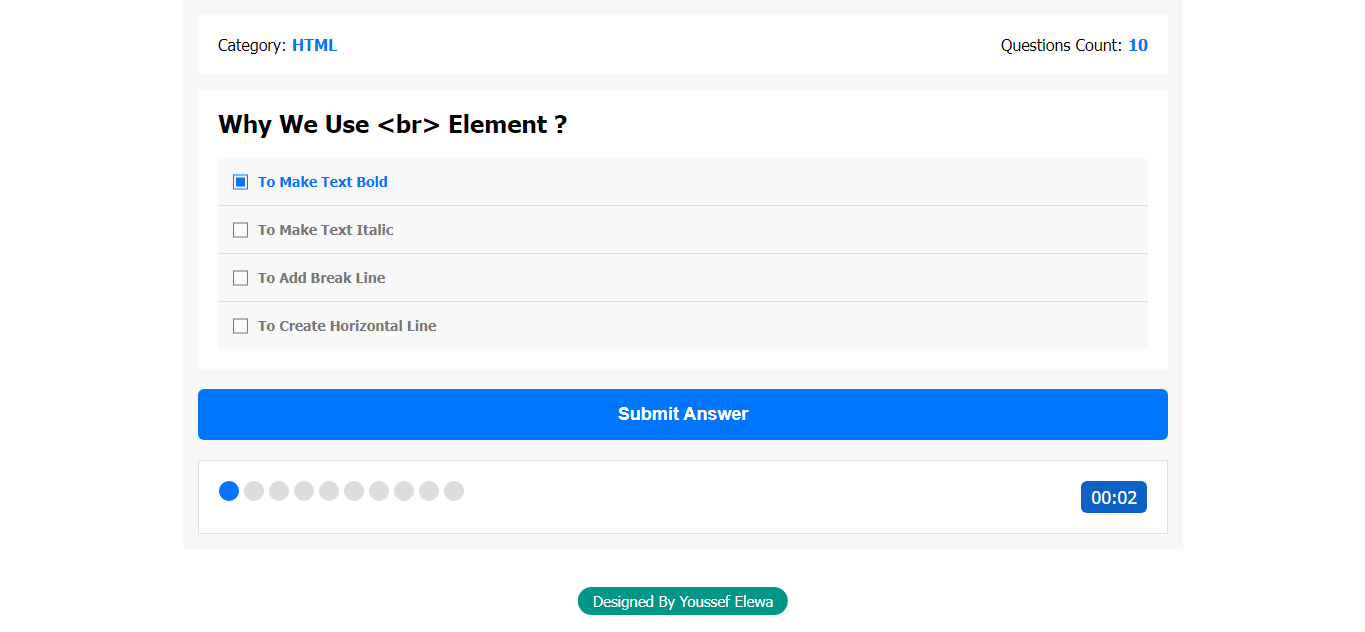 Category: HTML
Questions Count: 10
Why We Use <br> Element ?
To Make Text Bold
To Make Text Italic
To Add Break Line
To Create Horizontal Line
Submit Answer
00:02
Designed By Youssef Elewa